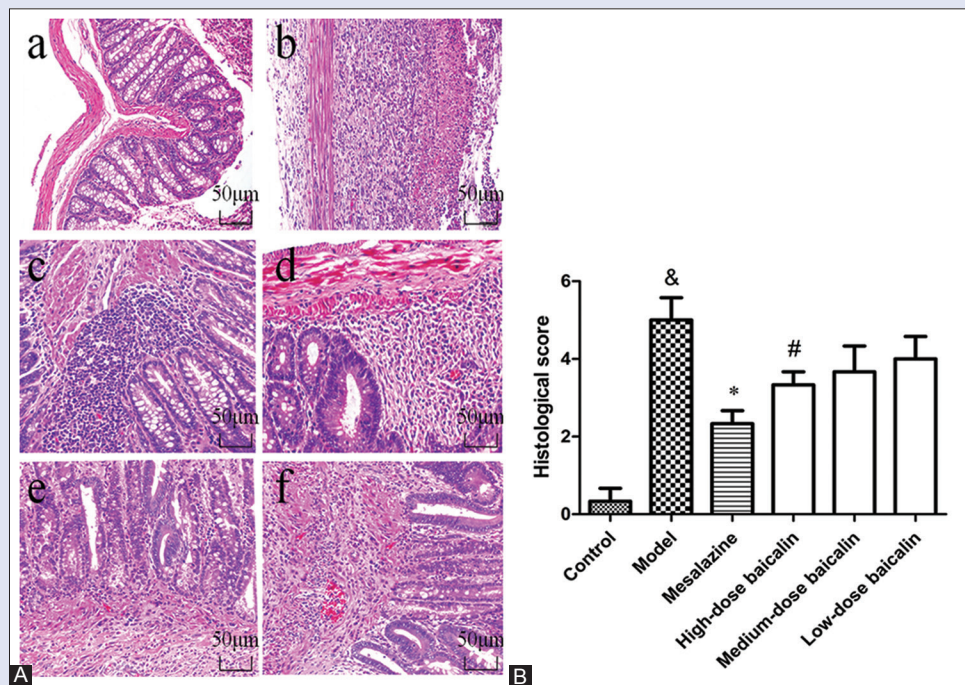 a
50μm
b
50μm
c
50μm
d
50μm
e
50μm
f
50μm
A
Histological score
6
4
2
0
&
*
#
Control
Model
Mesalazine
High-dose baicalin
Medium-dose baicalin
Low-dose baicalin
B